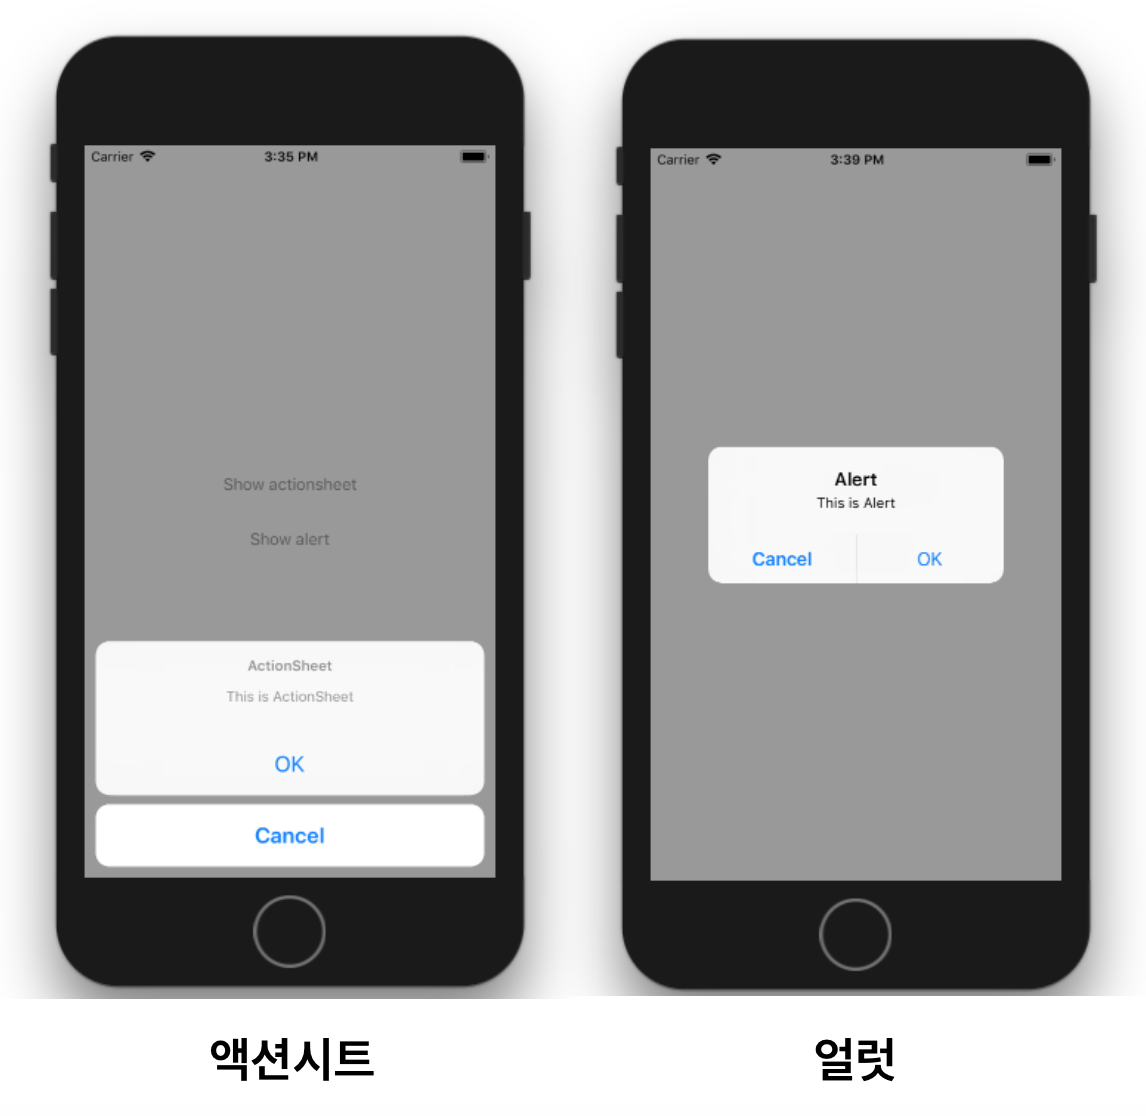 Carrier 3:35 PM
Show actionsheet
Show alert
ActionSheet
This is ActionSheet
OK
Cancel
액션시트
Carrier 3:39 PM
Alert
This is Alert
Cancel OK
얼럿